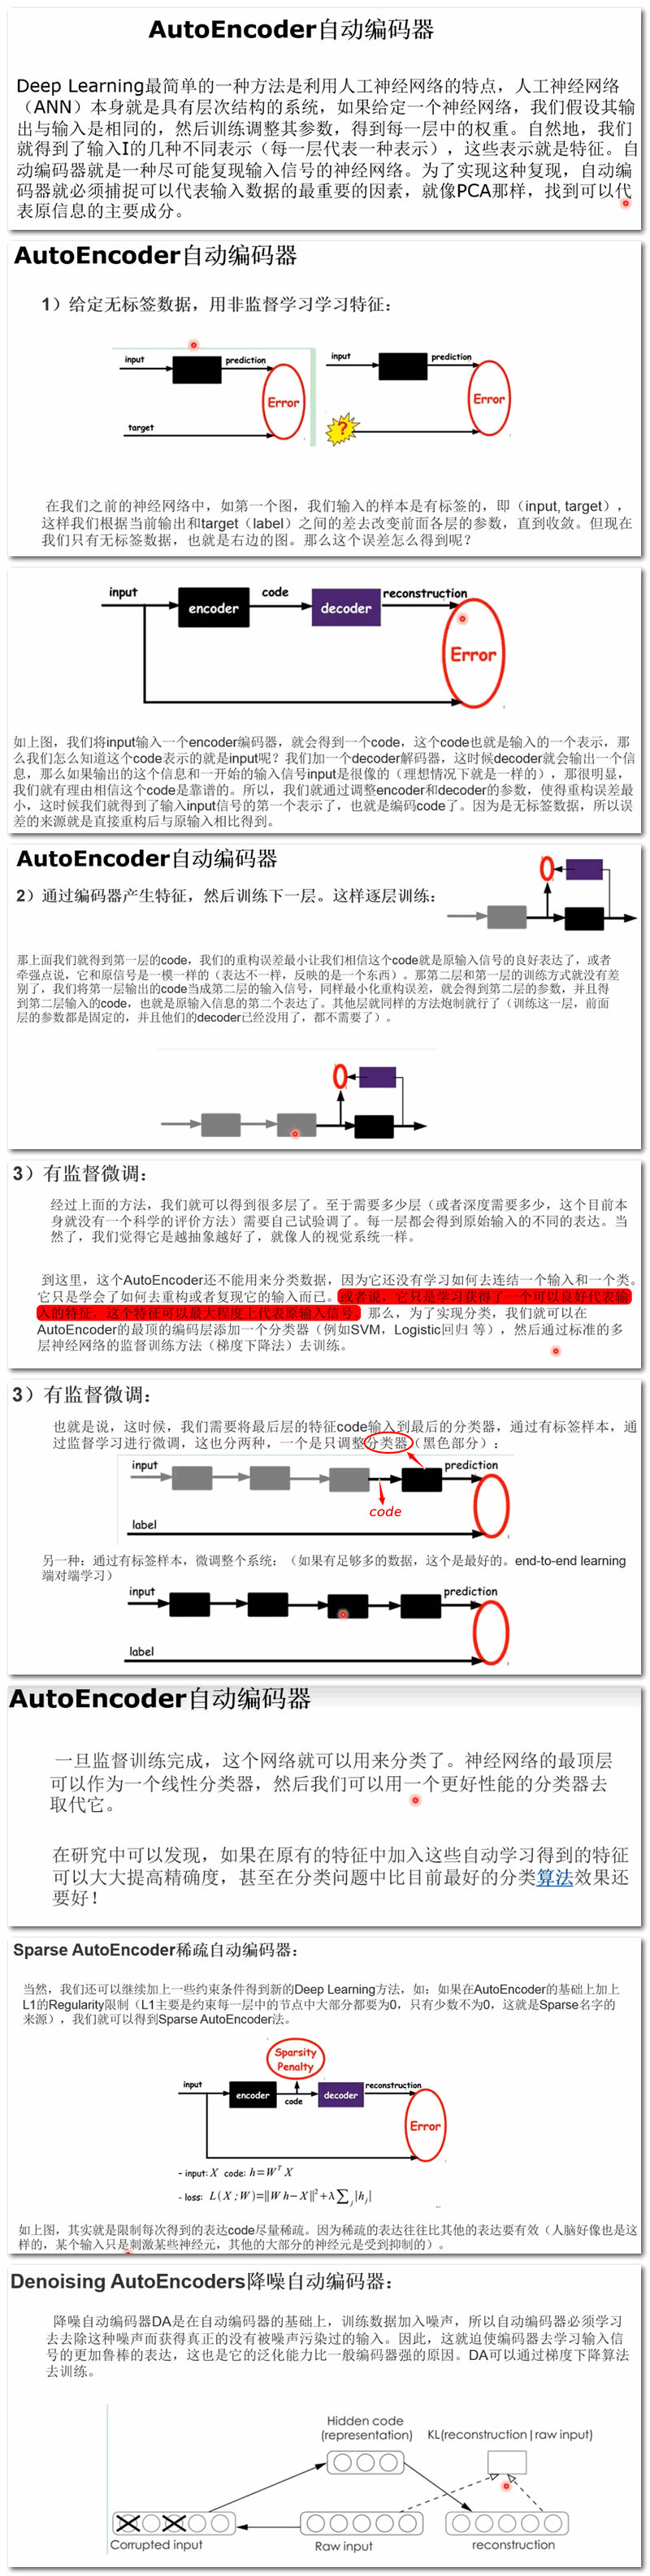 AutoEncoder自动编码器
Deep Learning最简单的一种方法是利用人工神经网络的特点，人工神经网络
（ANN）本身就是具有层次结构的系统，如果给定一个神经网络，我们假设其输
出与输入是相同的，然后训练调整其参数，得到每一层中的权重。自然地，我们
就得到了输入I的几种不同表示（每一层代表一种表示），这些表示就是特征。自
动编码器就是一种尽可能复现输入信号的神经网络。为了实现这种复现，自动编
码器就必须捕捉可以代表输入数据的最重要的因素，就像PCA那样，找到可以代
表原信息的主要成分。
AutoEncoder自动编码器
1）给定无标签数据，用非监督学习学习特征：
input
prediction
Error
target
input
prediction
Error
?
在我们之前的神经网络中，如第一个图，我们输入的样本是有标签的，即（input, target），
这样我们根据当前输出和target（label）之间的差去改变前面各层的参数，直到收敛。但现在
我们只有无标签数据，也就是右边的图。那么这个误差怎么得到呢？
input
encoder
code
decoder
reconstruction
Error
如上图，我们将input输入一个encoder编码器，就会得到一个code，这个code也就是输入的一个表示，那
么我们怎么知道这个code表示的就是input呢？我们加一个decoder解码器，这时候decoder就会输出一个信
息，那么如果输出的这个信息和一开始的输入信号input是很像的（理想情况下就是一样的），那很明显，
我们就有理由相信这个code是靠谱的。所以，我们就通过调整encoder和decoder的参数，使得重构误差最
小，这时候我们就得到了输入input信号的第一个表示了，也就是编码code了。因为是无标签数据，所以误
差的来源就是直接重构后与原输入相比得到。
AutoEncoder自动编码器
2）通过编码器产生特征，然后训练下一层。这样逐层训练：
那上面我们就得到第一层的code，我们的重构误差最小让我们相信这个code就是原输入信号的良好表达了，或者
牵强点说，它和原信号是一模一样的（表达不一样，反映的是一个东西）。那第二层和第一层的训练方式就没有差
别了，我们将第一层输出的code当成第二层的输入信号，同样最小化重构误差，就会得到第二层的参数，并且得
到第二层输入的code，也就是原输入信息的第二个表达了。其他层就同样的方法炮制就行了（训练这一层，前面
层的参数都是固定的，并且他们的decoder已经没用了，都不需要了）。
3）有监督微调：
经过上面的方法，我们就可以得到很多层了。至于需要多少层（或者深度需要多少，这个目前本
身就没有一个科学的评价方法）需要自己试验调了。每一层都会得到原始输入的不同的表达。当
然了，我们觉得它是越抽象越好了，就像人的视觉系统一样。
到这里，这个AutoEncoder还不能用来分类数据，因为它还没有学习如何去连结一个输入和一个类。
它只是学会了如何去重构或者复现它的输入而已。或者说，它只是学习获得了一个可以良好代表输
入的特征，这个特征可以最大程度上代表原输入信号。那么，为了实现分类，我们就可以在
AutoEncoder的最顶的编码层添加一个分类器（例如SVM，Logistic回归 等），然后通过标准的多
层神经网络的监督训练方法（梯度下降法）去训练。
3）有监督微调：
也就是说，这时候，我们需要将最后层的特征code输入到最后的分类器，通过有标签样本，通
过监督学习进行微调，这也分两种，一个是只调整分类器（黑色部分）：
input
prediction
code
label
另一种：通过有标签样本，微调整个系统：（如果有足够多的数据，这个是最好的。end-to-end learning
端对端学习）
input
prediction
label
AutoEncoder自动编码器
一旦监督训练完成，这个网络就可以用来分类了。神经网络的最顶层
可以作为一个线性分类器，然后我们可以用一个更好性能的分类器去
取代它。
在研究中可以发现，如果在原有的特征中加入这些自动学习得到的特征
可以大大提高精确度，甚至在分类问题中比目前最好的分类算法效果还
要好！
Sparse AutoEncoder稀疏自动编码器：
当然，我们还可以继续加上一些约束条件得到新的Deep Learning方法，如：如果在AutoEncoder的基础上加上
L1的Regularity限制（L1主要是约束每一层中的节点中大部分都要为0，只有少数不为0，这就是Sparse名字的
来源），我们就可以得到Sparse AutoEncoder法。
Sparsity
Penalty
input
encoder
code
decoder
reconstruction
Error
- input: X code: h=W^T X
- loss: L(X;W)=‖Wh−X‖²+λ∑_j|h_j|
如上图，其实就是限制每次得到的表达code尽量稀疏。因为稀疏的表达往往比其他的表达要有效（人脑好像也是这
样的，某个输入只是刺激某些神经元，其他的大部分的神经元是受到抑制的）。
Denoising AutoEncoders降噪自动编码器：
降噪自动编码器DA是在自动编码器的基础上，训练数据加入噪声，所以自动编码器必须学习
去去除这种噪声而获得真正的没有被噪声污染过的输入。因此，这就迫使编码器去学习输入信
号的更加鲁棒的表达，这也是它的泛化能力比一般编码器强的原因。DA可以通过梯度下降算法
去训练。
Hidden code
(representation)
KL(reconstruction|raw input)
Corrupted input
Raw input
reconstruction